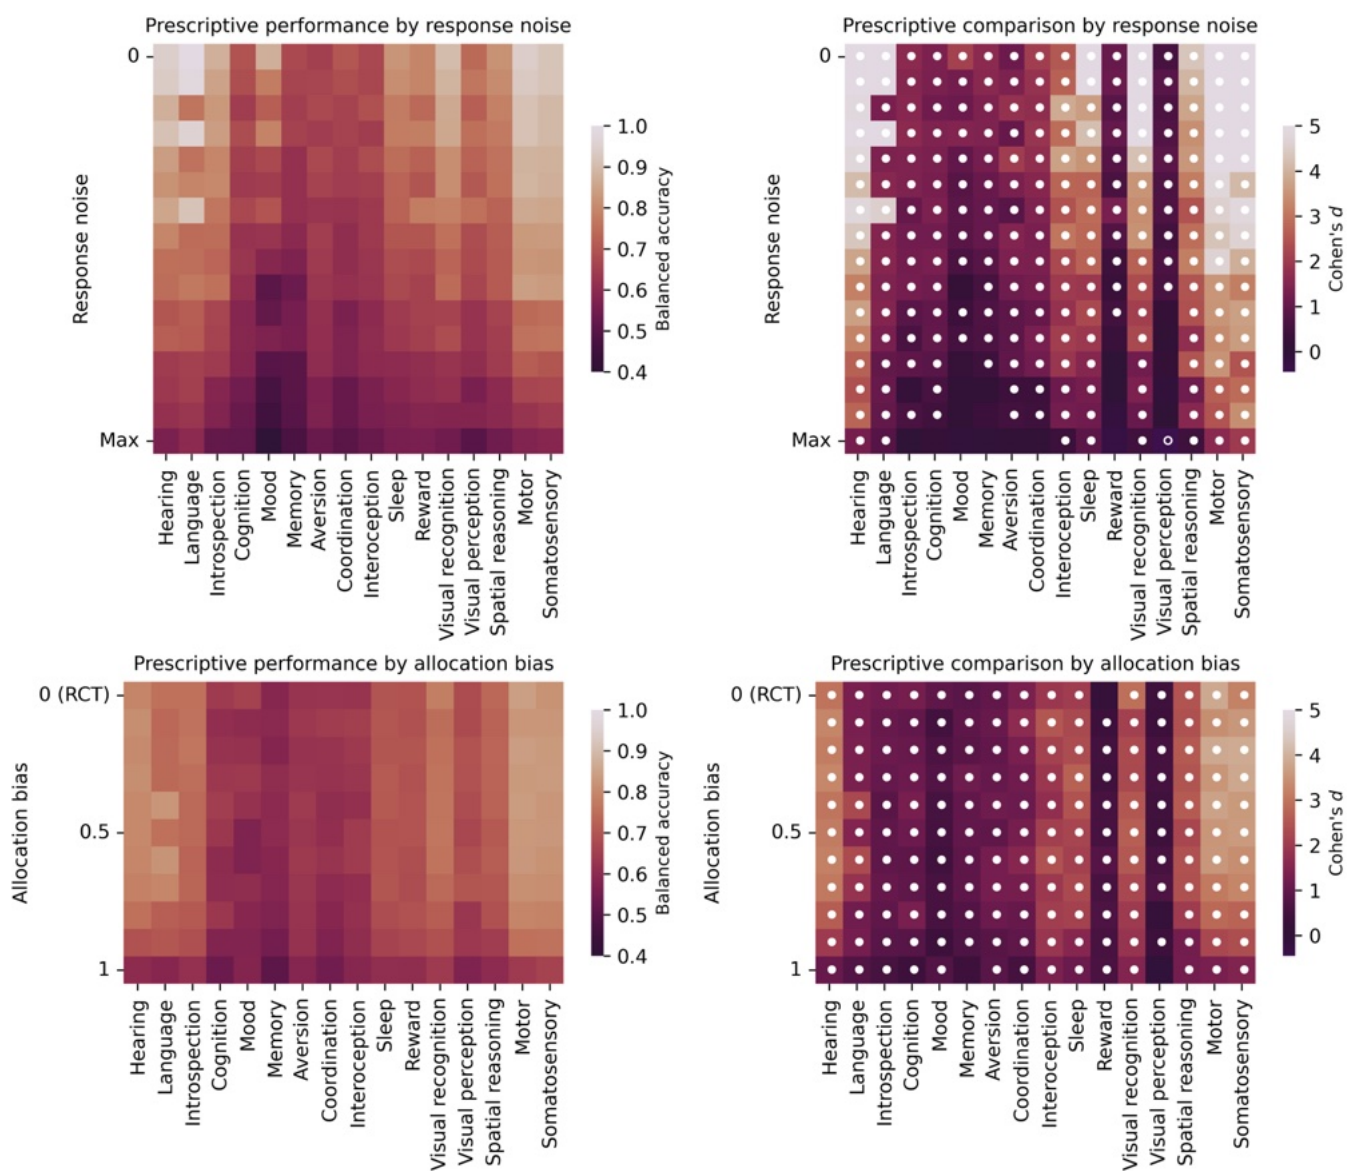 Prescriptive performance by response noise
0
Max
Response noise
Hearing
Language
Introspection
Cognition
Mood
Memory
Aversion
Coordination
Interoception
Sleep
Reward
Visual recognition
Visual perception
Spatial reasoning
Motor
Somatosensory
1.0
0.9
0.8
0.7
0.6
0.5
0.4
Balanced accuracy
Prescriptive comparison by response noise
0
Max
Response noise
Hearing
Language
Introspection
Cognition
Mood
Memory
Aversion
Coordination
Interoception
Sleep
Reward
Visual recognition
Visual perception
Spatial reasoning
Motor
Somatosensory
5
4
3
2
1
0
Cohen's d
Prescriptive performance by allocation bias
0 (RCT)
0.5
1
Allocation bias
Hearing
Language
Introspection
Cognition
Mood
Memory
Aversion
Coordination
Interoception
Sleep
Reward
Visual recognition
Visual perception
Spatial reasoning
Motor
Somatosensory
1.0
0.9
0.8
0.7
0.6
0.5
0.4
Balanced accuracy
Prescriptive comparison by allocation bias
0 (RCT)
0.5
1
Allocation bias
Hearing
Language
Introspection
Cognition
Mood
Memory
Aversion
Coordination
Interoception
Sleep
Reward
Visual recognition
Visual perception
Spatial reasoning
Motor
Somatosensory
5
4
3
2
1
0
Cohen's d